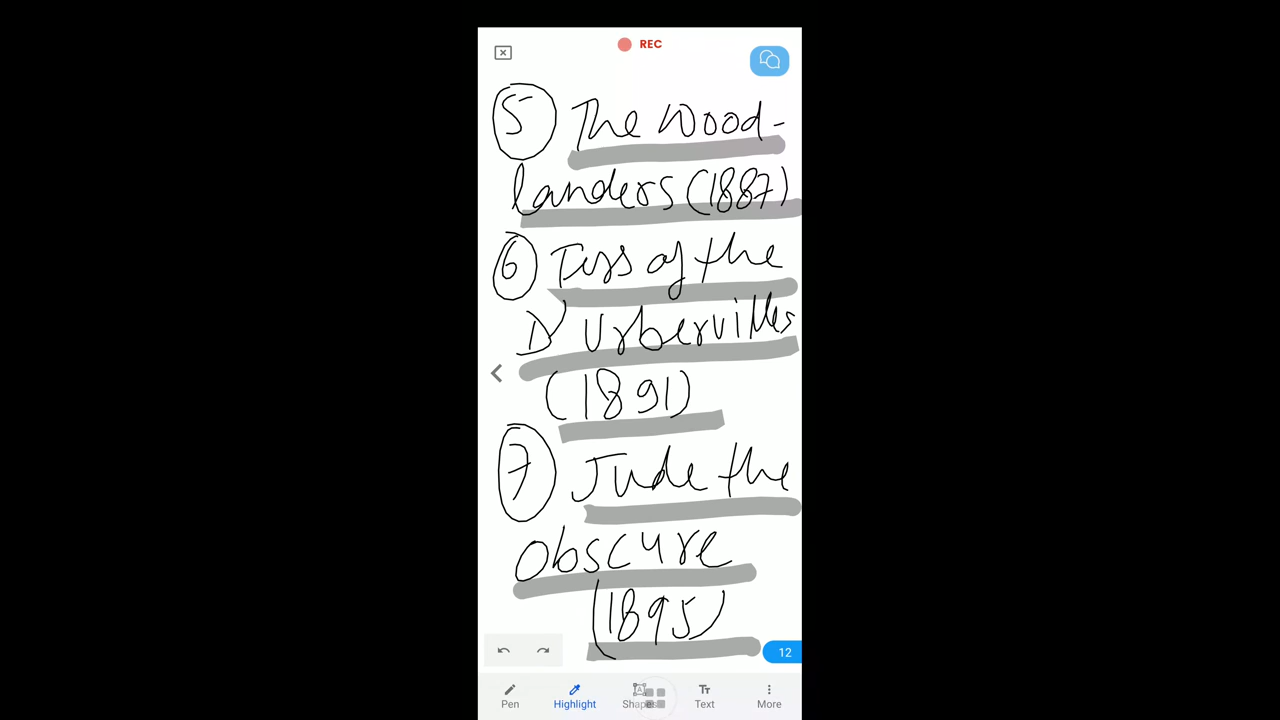 REC
5 The Wood-
landers (1887)
6 Tess of the
D'Urbervilles
(1891)
7 Jude the
Obscure
(1895)
12
Pen Highlight Shapes Text More